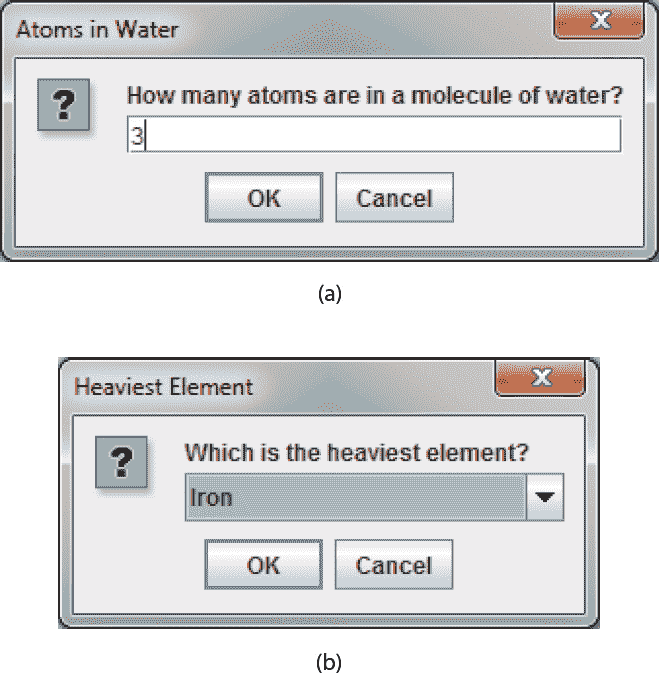 Atoms in Water
X
?
How many atoms are in a molecule of water?
3
OK Cancel
(a)
Heaviest Element
X
?
Which is the heaviest element?
Iron
OK Cancel
(b)